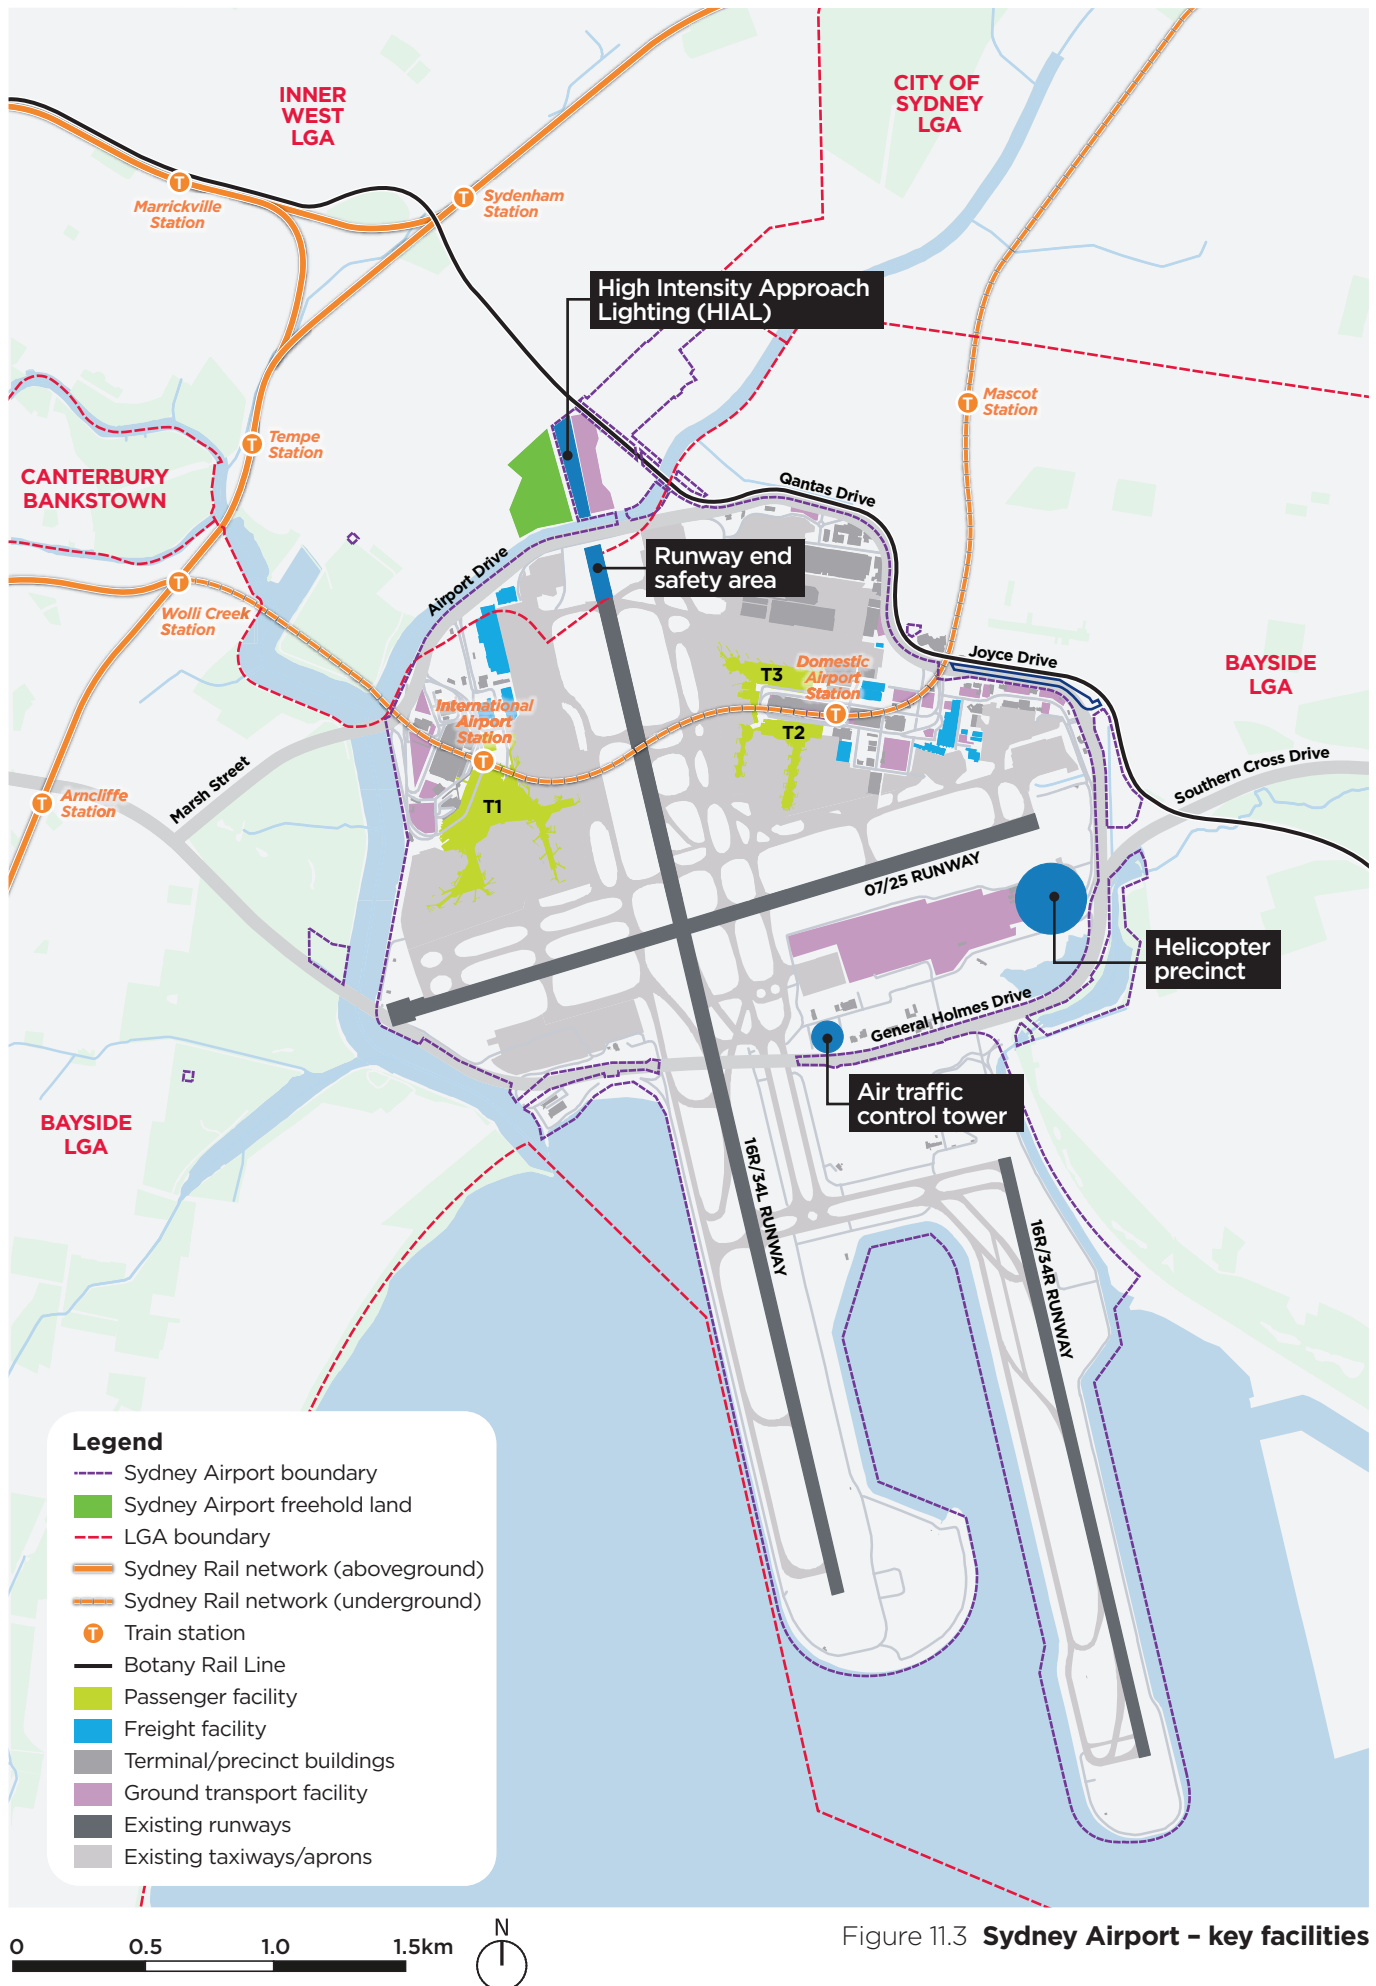 INNER
WEST
LGA
CITY OF
SYDNEY
LGA
T
Marrickville
Station
T
Sydenham
Station
High Intensity Approach
Lighting (HIAL)
T
Mascot
Station
T
Tempe
Station
CANTERBURY
BANKSTOWN
Qantas Drive
Airport Drive
Runway end
safety area
T
Wolli Creek
Station
Joyce Drive
BAYSIDE
LGA
T3
Domestic
Airport
Station
T
T2
International
Airport
Station
T
T1
Marsh Street
T
Arncliffe
Station
Southern Cross Drive
07/25 RUNWAY
Helicopter
precinct
General Holmes Drive
Air traffic
control tower
BAYSIDE
LGA
16R/34L RUNWAY
16R/34R RUNWAY
Legend
Sydney Airport boundary
Sydney Airport freehold land
LGA boundary
Sydney Rail network (aboveground)
Sydney Rail network (underground)
T Train station
Botany Rail Line
Passenger facility
Freight facility
Terminal/precinct buildings
Ground transport facility
Existing runways
Existing taxiways/aprons
0 0.5 1.0 1.5km
N
Figure 11.3 Sydney Airport – key facilities